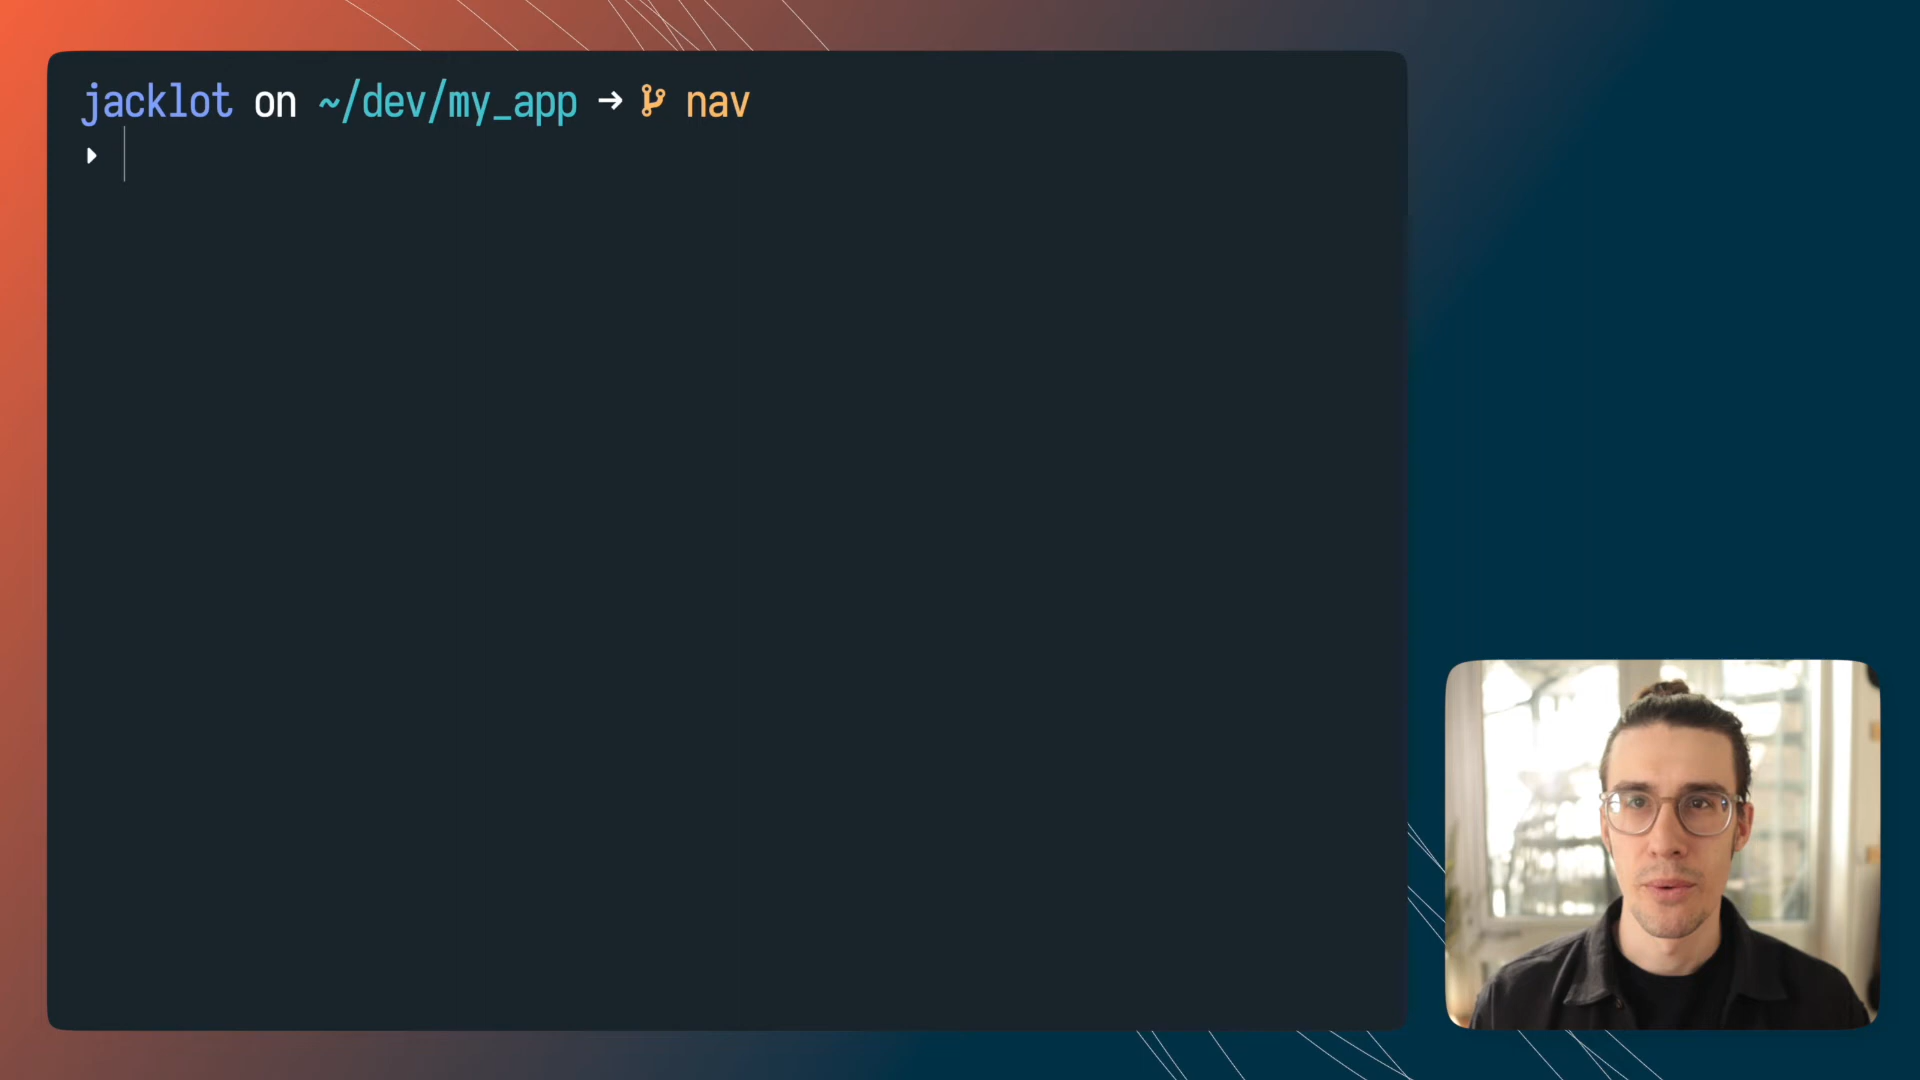 jacklot on ~/dev/my_app → nav